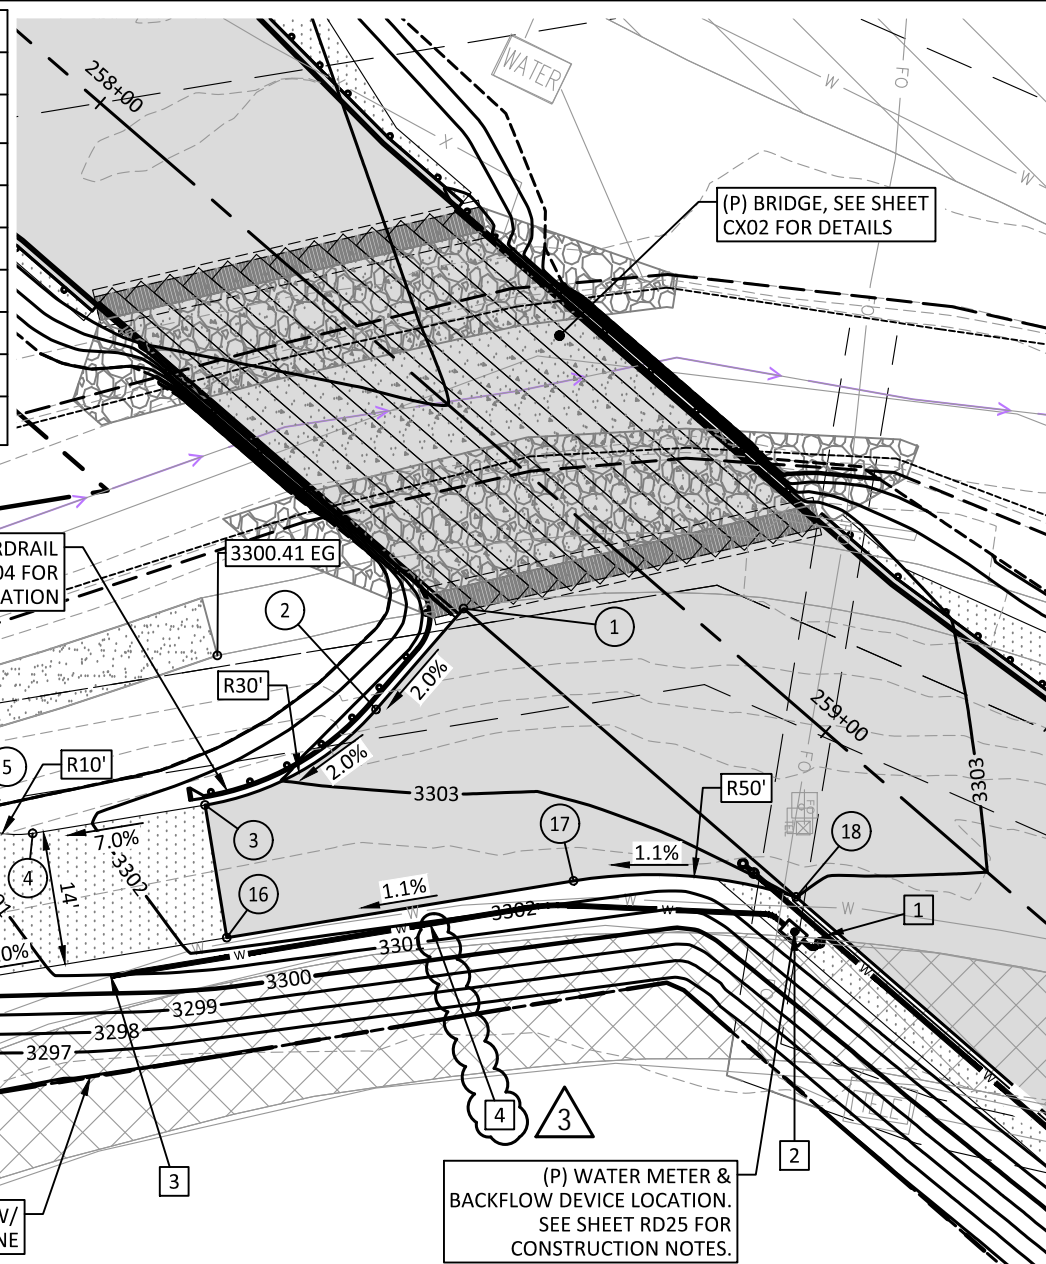 258+00
WATER
W
FO
W
X
W
(P) BRIDGE, SEE SHEET
CX02 FOR DETAILS
RDRAIL
04 FOR
ATION
3300.41 EG
2
1
2.0%
R30'
2.0%
259+00
5
R10'
3303
3303
R50'
FO
17
18
7.0%
3
1.1%
4
3302
14'
1.1%
16
W
3302
W
W
W
1
0%
W
W
3301
3300
W
3299
3298
3297
W
4
3
2
3
(P) WATER METER &
BACKFLOW DEVICE LOCATION.
SEE SHEET RD25 FOR
CONSTRUCTION NOTES.
W/
NE